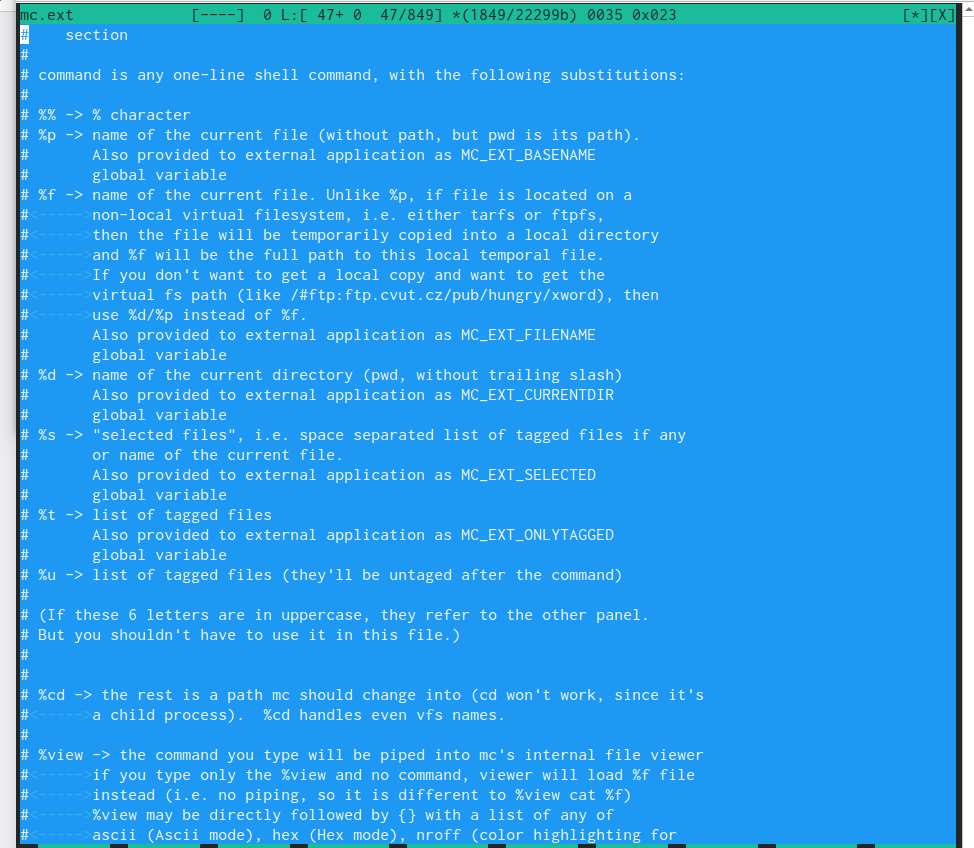 mc.ext [----] 0 L:[ 47+ 0 47/849] *(1849/22299b) 0035 0x023 [*][X]
# section
#
# command is any one-line shell command, with the following substitutions:
#
# %% -> % character
# %p -> name of the current file (without path, but pwd is its path).
# Also provided to external application as MC_EXT_BASENAME
# global variable
# %f -> name of the current file. Unlike %p, if file is located on a
#<----->non-local virtual filesystem, i.e. either tarfs or ftpfs,
#<----->then the file will be temporarily copied into a local directory
#<----->and %f will be the full path to this local temporal file.
#<----->If you don't want to get a local copy and want to get the
#<----->virtual fs path (like /#ftp:ftp.cvut.cz/pub/hungry/xword), then
#<----->use %d/%p instead of %f.
# Also provided to external application as MC_EXT_FILENAME
# global variable
# %d -> name of the current directory (pwd, without trailing slash)
# Also provided to external application as MC_EXT_CURRENTDIR
# global variable
# %s -> "selected files", i.e. space separated list of tagged files if any
# or name of the current file.
# Also provided to external application as MC_EXT_SELECTED
# global variable
# %t -> list of tagged files
# Also provided to external application as MC_EXT_ONLYTAGGED
# global variable
# %u -> list of tagged files (they'll be untaged after the command)
#
# (If these 6 letters are in uppercase, they refer to the other panel.
# But you shouldn't have to use it in this file.)
#
#
# %cd -> the rest is a path mc should change into (cd won't work, since it's
#<----->a child process).  %cd handles even vfs names.
#
# %view -> the command you type will be piped into mc's internal file viewer
#<----->if you type only the %view and no command, viewer will load %f file
#<----->instead (i.e. no piping, so it is different to %view cat %f)
#<----->%view may be directly followed by {} with a list of any of
#<----->ascii (Ascii mode), hex (Hex mode), nroff (color highlighting for